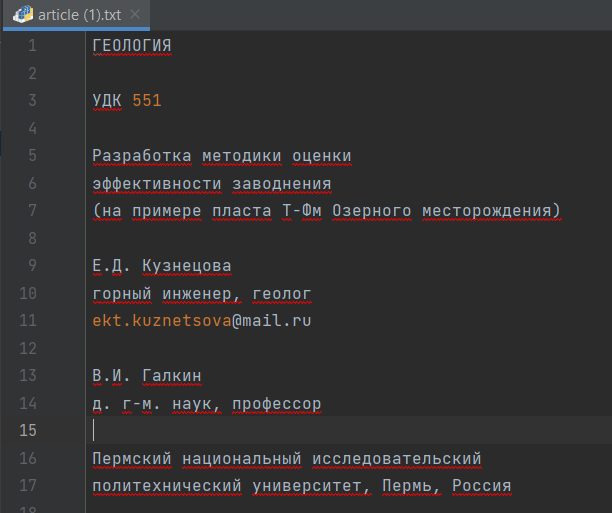 article (1).txt
1 ГЕОЛОГИЯ
2
3 УДК 551
4
5 Разработка методики оценки
6 эффективности заводнения
7 (на примере пласта Т-Фм Озерного месторождения)
8
9 Е.Д. Кузнецова
10 горный инженер, геолог
11 ekt.kuznetsova@mail.ru
12
13 В.И. Галкин
14 д. г-м. наук, профессор
15
16 Пермский национальный исследовательский
17 политехнический университет, Пермь, Россия
18